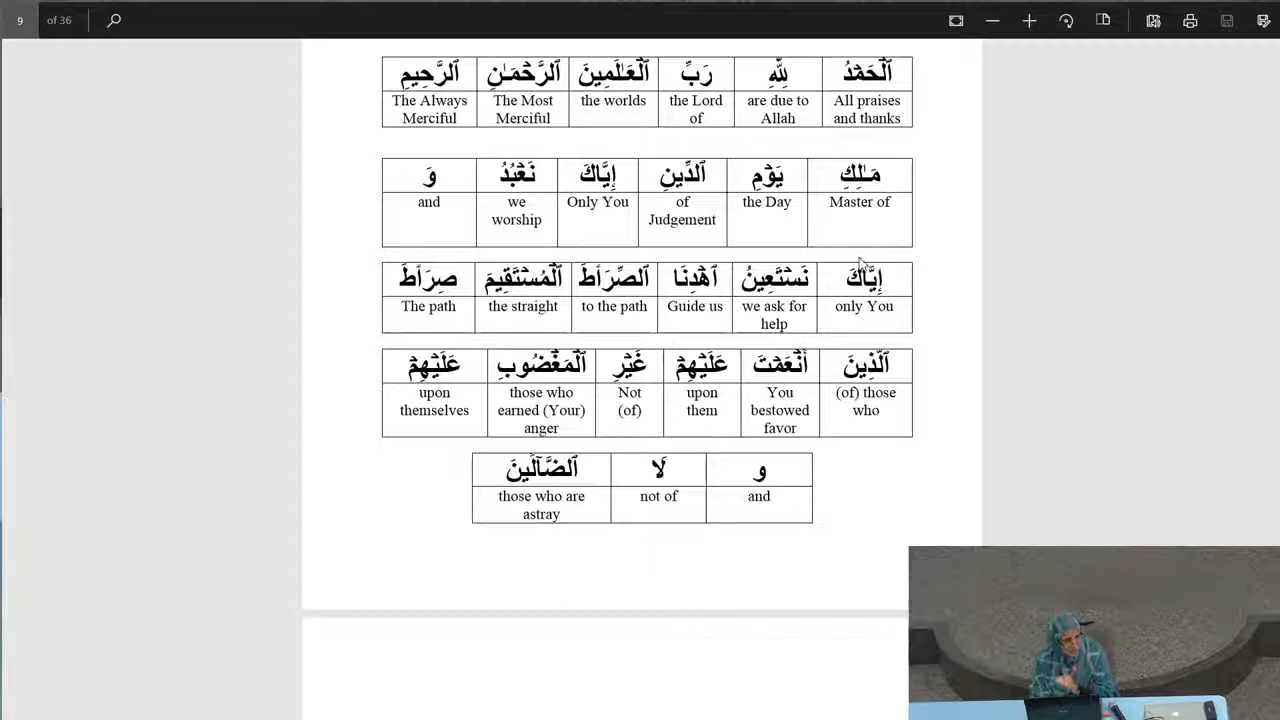 9 of 36
ٱلْحَمْدُ لِلَّهِ رَبِّ ٱلْعَـٰلَمِينَ ٱلرَّحْمَـٰنِ ٱلرَّحِيمِ
All praises and thanks
are due to Allah
the Lord of
the worlds
The Most Merciful
The Always Merciful
مَـٰلِكِ يَوْمِ ٱلدِّينِ إِيَّاكَ نَعْبُدُ وَ
Master of
the Day
of Judgement
Only You
we worship
and
إِيَّاكَ نَسْتَعِينُ ٱهْدِنَا ٱلصِّرَٰطَ ٱلْمُسْتَقِيمَ صِرَٰطَ
only You
we ask for help
Guide us
to the path
the straight
The path
ٱلَّذِينَ أَنْعَمْتَ عَلَيْهِمْ غَيْرِ ٱلْمَغْضُوبِ عَلَيْهِمْ
(of) those who
You bestowed favor
upon them
Not (of)
those who earned (Your) anger
upon themselves
و لَا ٱلضَّآلِّينَ
and
not of
those who are astray